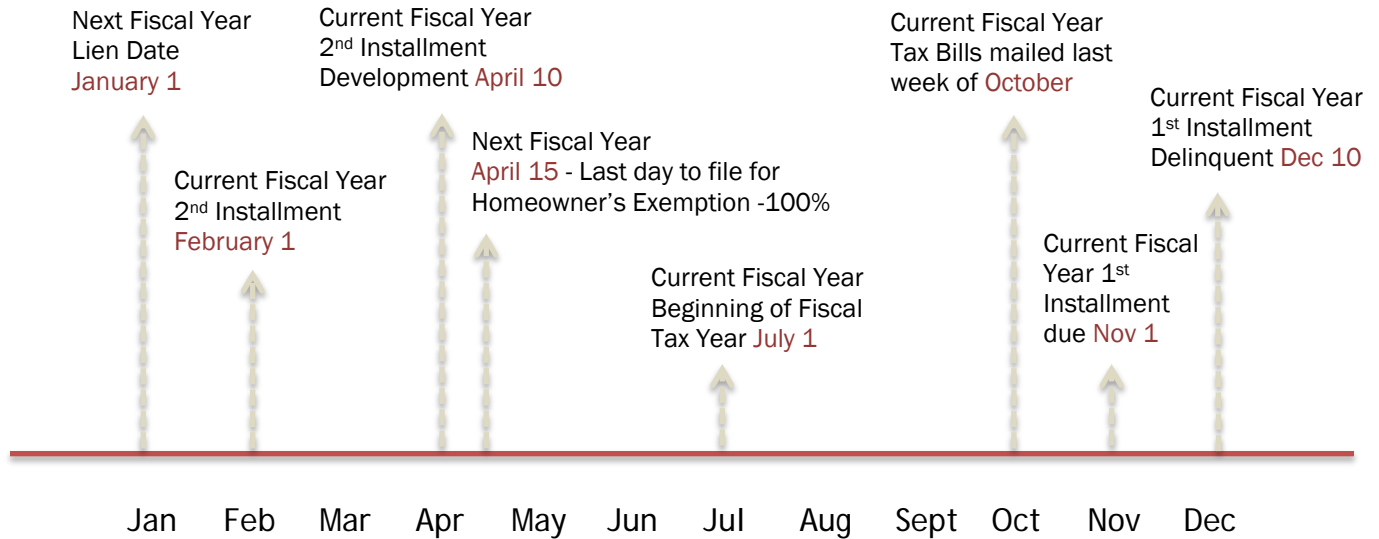 Next Fiscal Year
Lien Date
January 1
Current Fiscal Year
2nd Installment
February 1
Current Fiscal Year
2nd Installment
Development April 10
Next Fiscal Year
April 15 - Last day to file for
Homeowner’s Exemption -100%
Current Fiscal Year
Beginning of Fiscal
Tax Year July 1
Current Fiscal Year
Tax Bills mailed last
week of October
Current Fiscal
Year 1st
Installment
due Nov 1
Current Fiscal Year
1st Installment
Delinquent Dec 10
Jan Feb Mar Apr May Jun Jul Aug Sept Oct Nov Dec